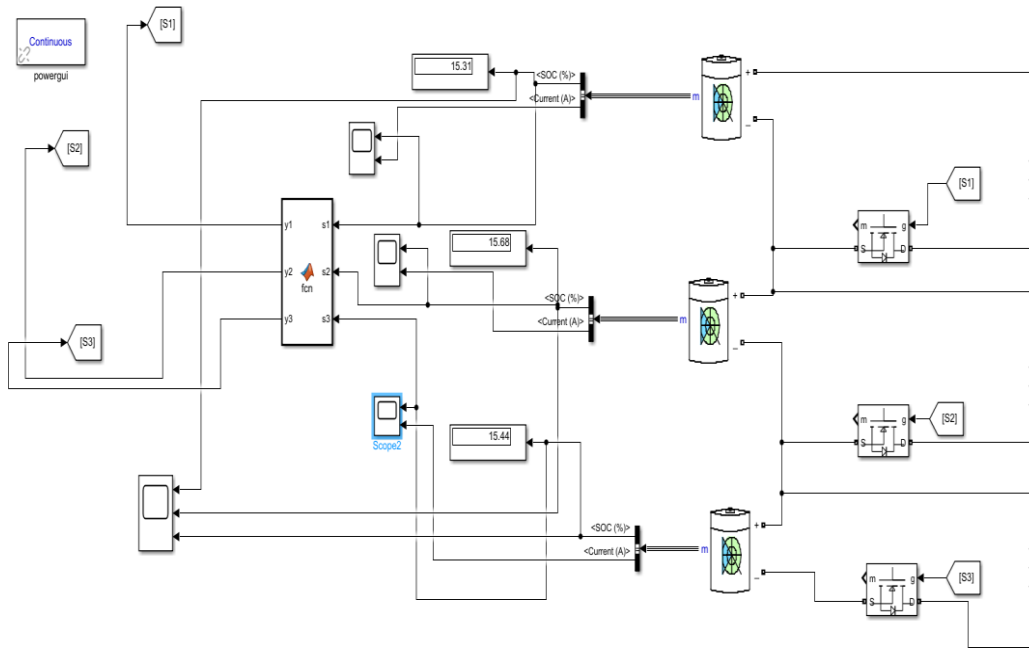 [S1]
Continuous
powergui
15.31
<SOC (%)>
<Current (A)>
m
+
_
[S2]
[S1]
m
g
S
D
y1
s1
15.68
y2
s2
fcn
<SOC (%)>
+
y3
s3
<Current (A)>
m
_
[S3]
Scope2
15.44
m
g
[S2]
S
D
<SOC (%)>
+
<Current (A)>
m
_
m
g
[S3]
S
D